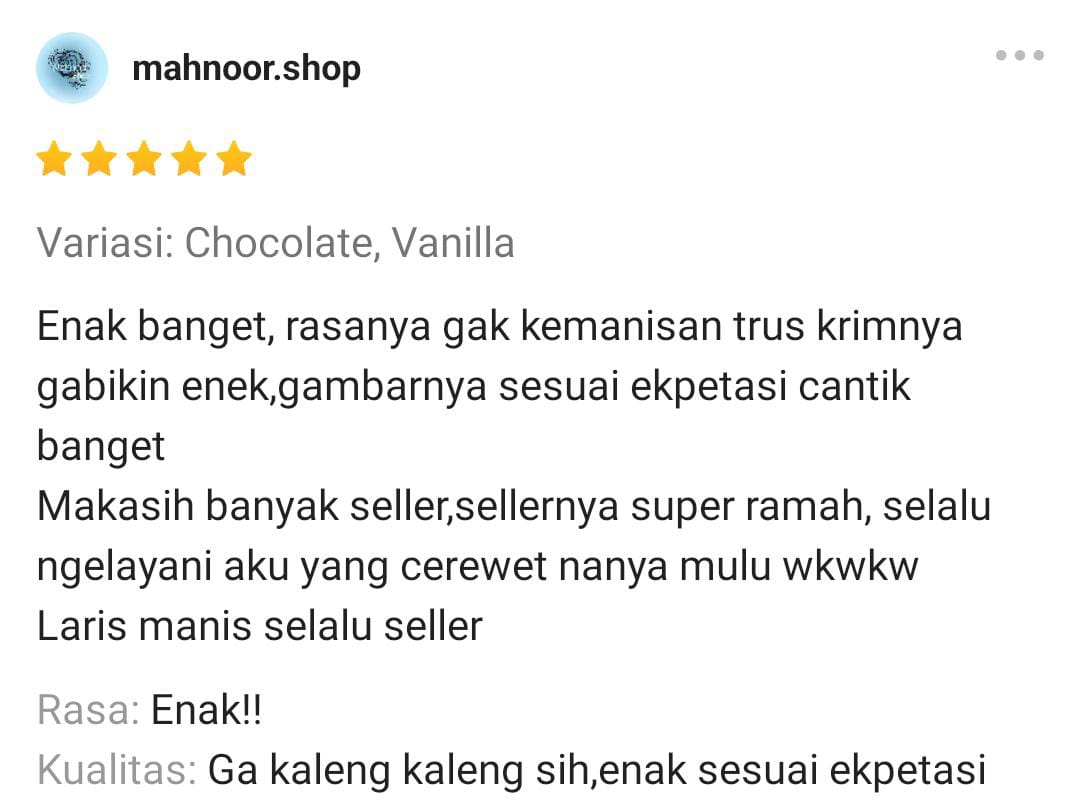 mahnoor.shop
Variasi: Chocolate, Vanilla
Enak banget, rasanya gak kemanisan trus krimnya
gabikin enek,gambarnya sesuai ekpetasi cantik
banget
Makasih banyak seller,sellernya super ramah, selalu
ngelayani aku yang cerewet nanya mulu wkwkw
Laris manis selalu seller
Rasa: Enak!!
Kualitas: Ga kaleng kaleng sih,enak sesuai ekpetasi